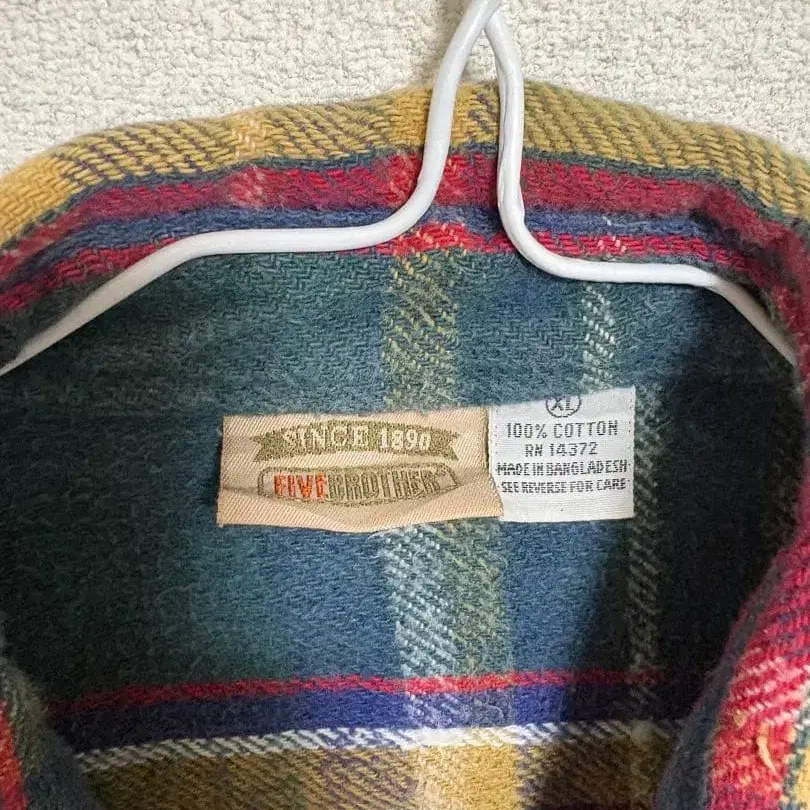 SINCE 1890
FIVE BROTHER
XL
100% COTTON
RN 14372
MADE IN BANGLADESH
SEE REVERSE FOR CARE